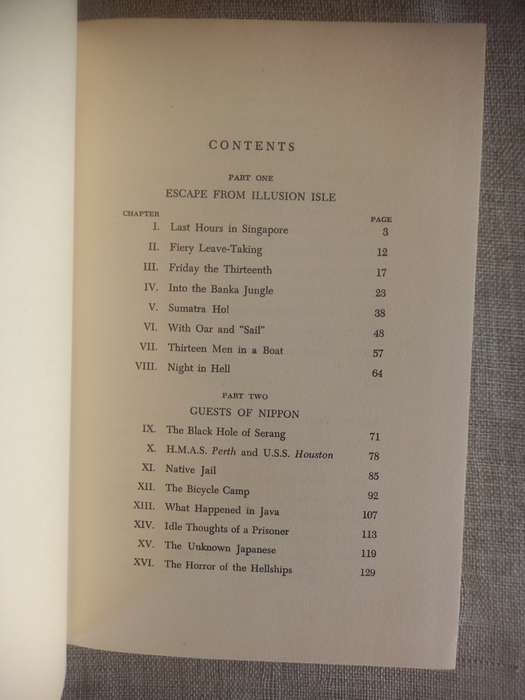 CONTENTS
PART ONE
ESCAPE FROM ILLUSION ISLE
CHAPTER PAGE
I. Last Hours in Singapore 3
II. Fiery Leave-Taking 12
III. Friday the Thirteenth 17
IV. Into the Banka Jungle 23
V. Sumatra Ho! 38
VI. With Oar and "Sail" 48
VII. Thirteen Men in a Boat 57
VIII. Night in Hell 64
PART TWO
GUESTS OF NIPPON
IX. The Black Hole of Serang 71
X. H.M.A.S. Perth and U.S.S. Houston 78
XI. Native Jail 85
XII. The Bicycle Camp 92
XIII. What Happened in Java 107
XIV. Idle Thoughts of a Prisoner 113
XV. The Unknown Japanese 119
XVI. The Horror of the Hellships 129